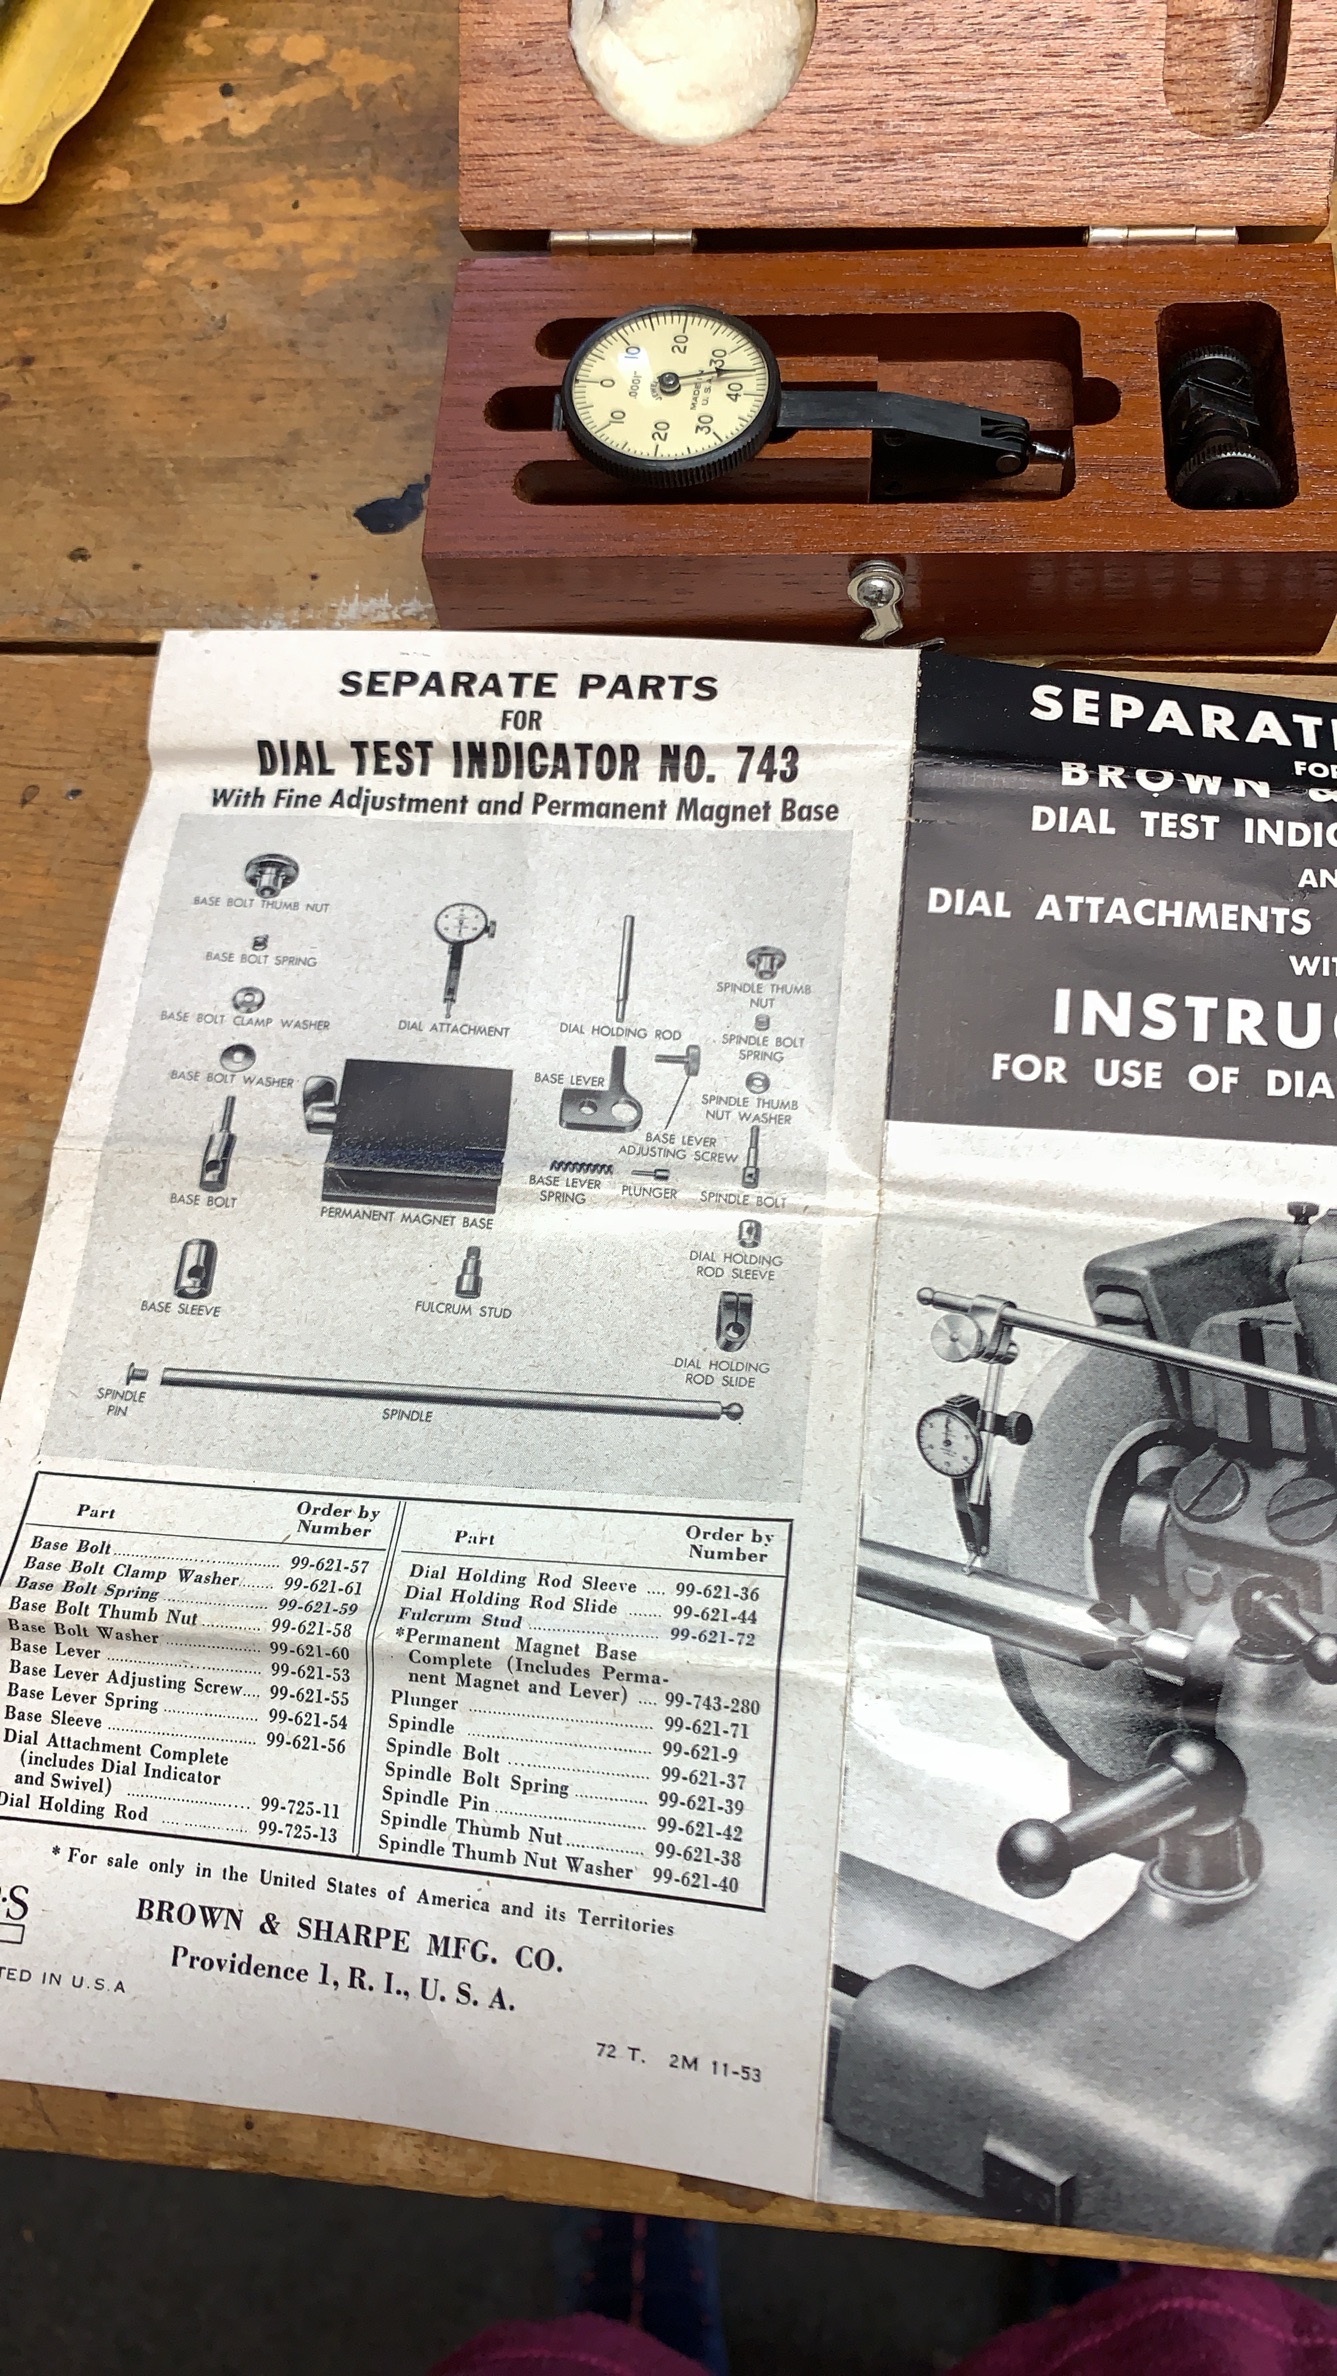 10 20 30
0 40
10 20 30
.0001"
JEWELED
MADE IN
U.S.A.
SEPARATE PARTS
FOR
DIAL TEST INDICATOR NO. 743
With Fine Adjustment and Permanent Magnet Base
BASE BOLT THUMB NUT
BASE BOLT SPRING
BASE BOLT CLAMP WASHER
BASE BOLT WASHER
BASE BOLT
BASE SLEEVE
DIAL ATTACHMENT
PERMANENT MAGNET BASE
FULCRUM STUD
DIAL HOLDING ROD
BASE LEVER
BASE LEVER
ADJUSTING SCREW
BASE LEVER
SPRING
PLUNGER
SPINDLE THUMB
NUT
SPINDLE BOLT
SPRING
SPINDLE THUMB
NUT WASHER
SPINDLE BOLT
DIAL HOLDING
ROD SLEEVE
DIAL HOLDING
ROD SLIDE
SPINDLE
PIN
SPINDLE
Part Order by
Number
Base Bolt 99-621-57
Base Bolt Clamp Washer 99-621-61
Base Bolt Spring 99-621-59
Base Bolt Thumb Nut 99-621-58
Base Bolt Washer 99-621-60
Base Lever 99-621-53
Base Lever Adjusting Screw 99-621-55
Base Lever Spring 99-621-54
Base Sleeve 99-621-56
Dial Attachment Complete
(includes Dial Indicator
and Swivel) 99-725-11
Dial Holding Rod 99-725-13
Part Order by
Number
Dial Holding Rod Sleeve 99-621-36
Dial Holding Rod Slide 99-621-44
Fulcrum Stud 99-621-72
*Permanent Magnet Base
Complete (Includes Perma-
nent Magnet and Lever) 99-743-280
Plunger 99-621-71
Spindle 99-621-9
Spindle Bolt 99-621-37
Spindle Bolt Spring 99-621-39
Spindle Pin 99-621-42
Spindle Thumb Nut 99-621-38
Spindle Thumb Nut Washer 99-621-40
* For sale only in the United States of America and its Territories
BROWN & SHARPE MFG. CO.
Providence 1, R. I., U. S. A.
TED IN U.S.A
72 T. 2M 11-53
SEPARAT
FO
BROWN &
DIAL TEST INDIC
AN
DIAL ATTACHMENTS
WIT
INSTRU
FOR USE OF DIA